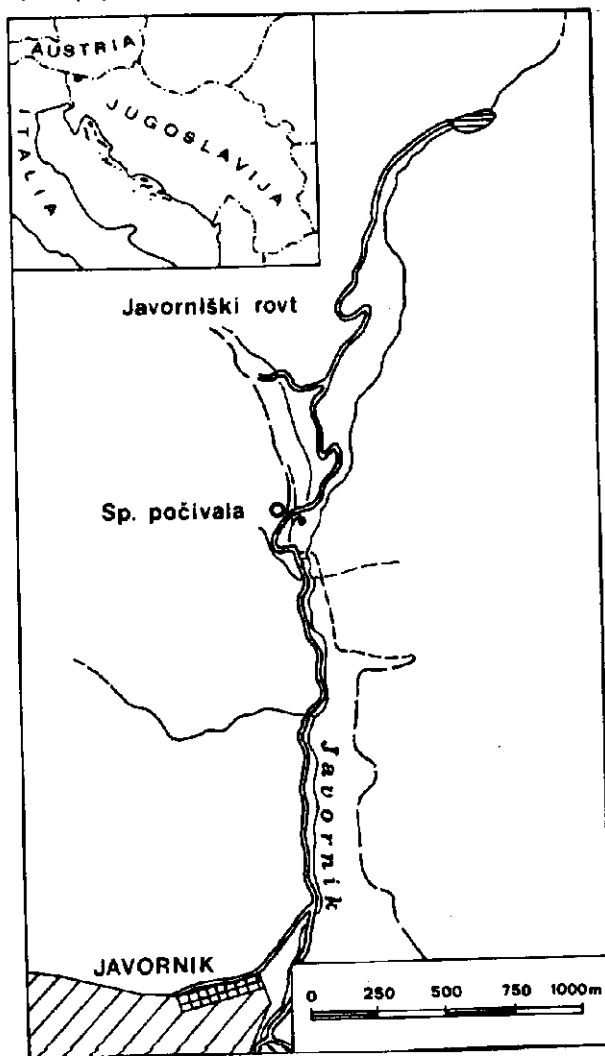 AUSTRIA
ITALIA
JUGOSLAVIJA
Javorniški rovt
Sp. počivala
Javornik
JAVORNIK
0 250 500 750 1000m